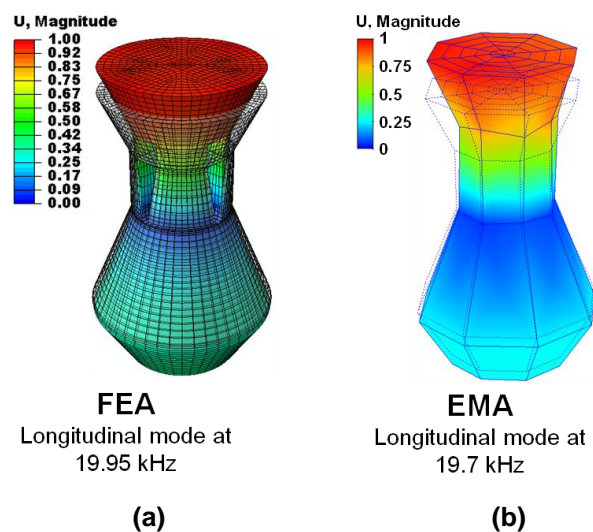 U, Magnitude
1.00
0.92
0.83
0.75
0.67
0.58
0.50
0.42
0.34
0.25
0.17
0.09
0.00
FEA
Longitudinal mode at
19.95 kHz
(a)
U, Magnitude
1
0.75
0.5
0.25
0
EMA
Longitudinal mode at
19.7 kHz
(b)